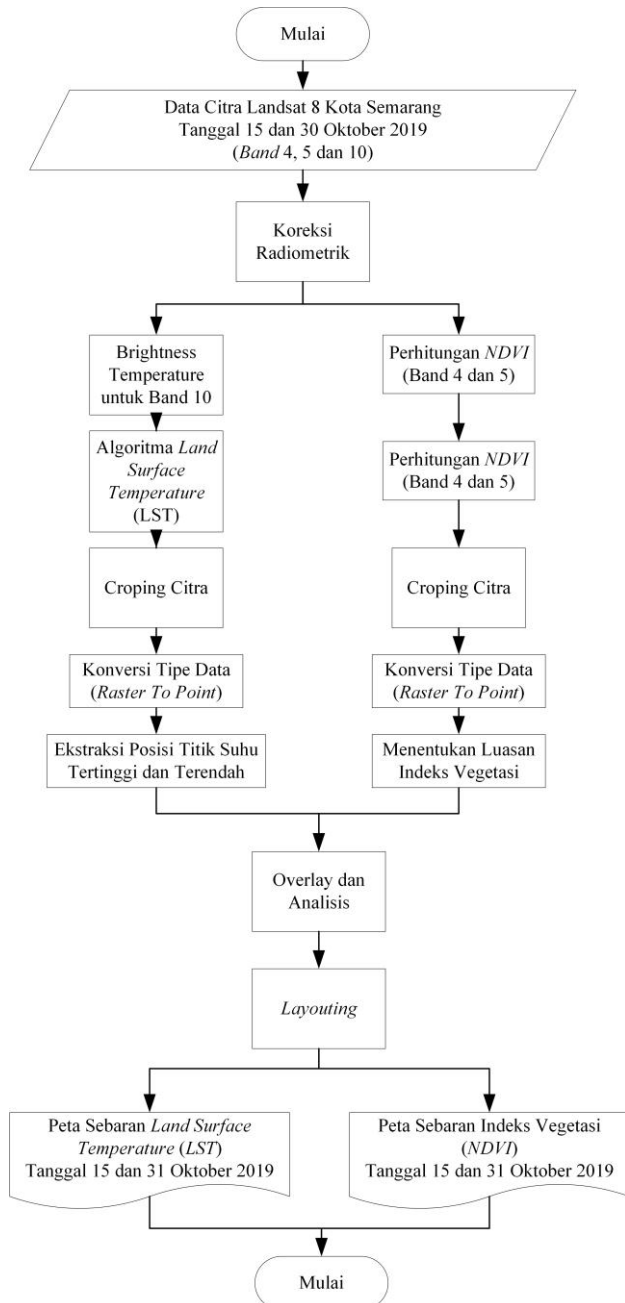 Mulai
Data Citra Landsat 8 Kota Semarang
Tanggal 15 dan 30 Oktober 2019
(Band 4, 5 dan 10)
Koreksi
Radiometrik
Brightness
Temperature
untuk Band 10
Perhitungan NDVI
(Band 4 dan 5)
Algoritma Land
Surface
Temperature
(LST)
Perhitungan NDVI
(Band 4 dan 5)
Croping Citra
Croping Citra
Konversi Tipe Data
(Raster To Point)
Konversi Tipe Data
(Raster To Point)
Ekstraksi Posisi Titik Suhu
Tertinggi dan Terendah
Menentukan Luasan
Indeks Vegetasi
Overlay dan
Analisis
Layouting
Peta Sebaran Land Surface
Temperature (LST)
Tanggal 15 dan 31 Oktober 2019
Peta Sebaran Indeks Vegetasi
(NDVI)
Tanggal 15 dan 31 Oktober 2019
Mulai